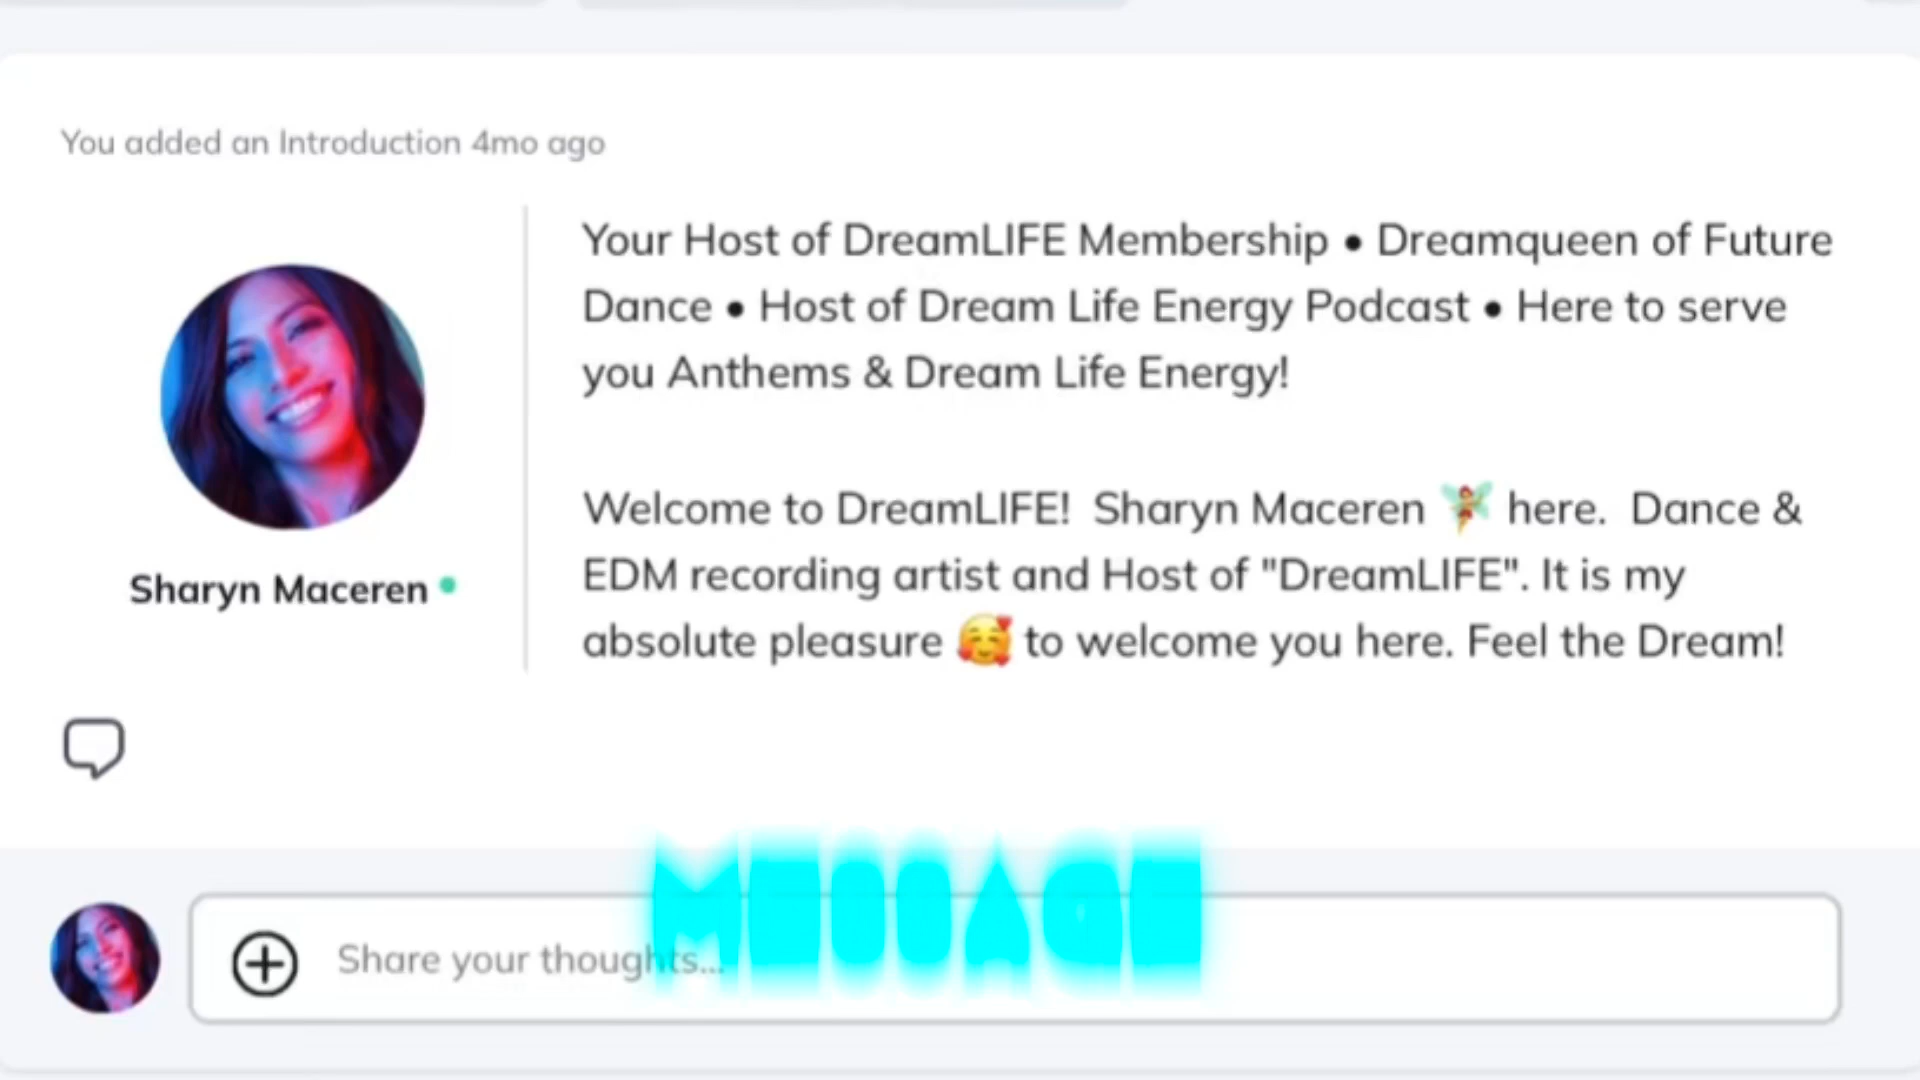 You added an Introduction 4mo ago
Your Host of DreamLIFE Membership • Dreamqueen of Future
Dance • Host of Dream Life Energy Podcast • Here to serve
you Anthems & Dream Life Energy!
Welcome to DreamLIFE! Sharyn Maceren 🧚 here. Dance &
EDM recording artist and Host of "DreamLIFE". It is my
absolute pleasure 🥰 to welcome you here. Feel the Dream!
Sharyn Maceren
Share your thoughts...
MESSAGE